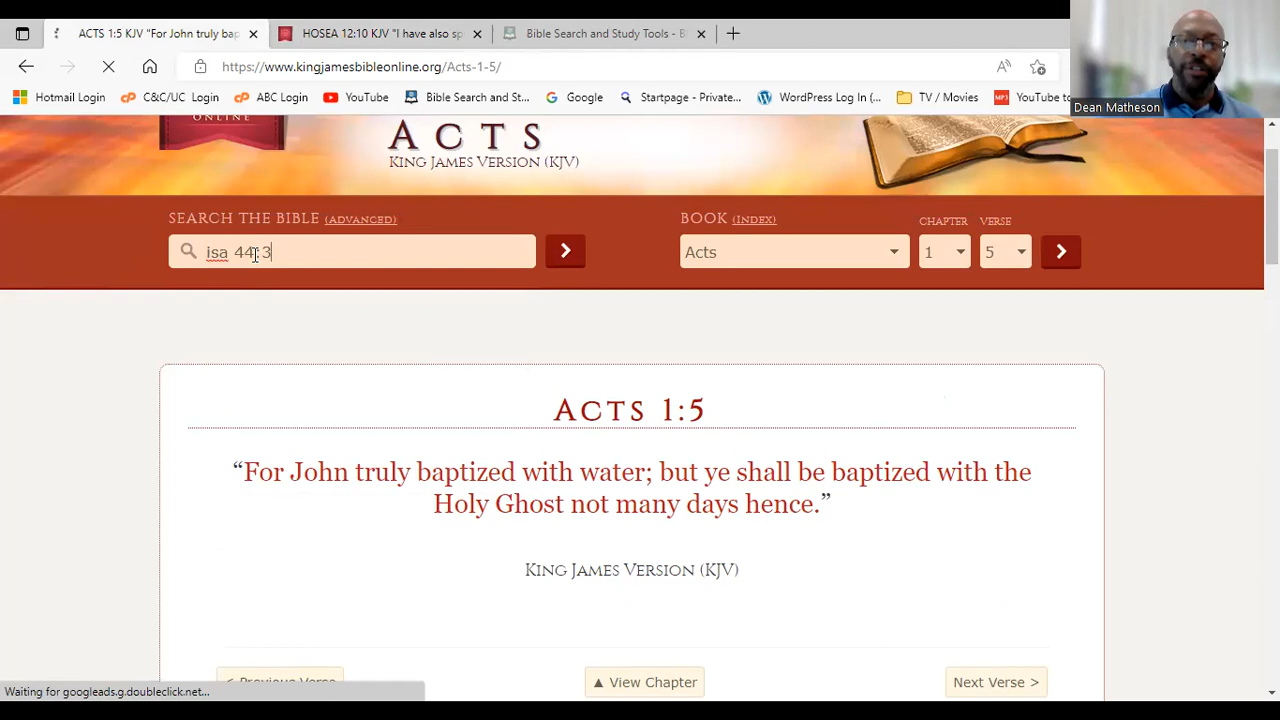 ACTS 1:5 KJV "For John truly bap
HOSEA 12:10 KJV "I have also sp
Bible Search and Study Tools - B
https://www.kingjamesbibleonline.org/Acts-1-5/
Hotmail Login
C&C/UC Login
ABC Login
YouTube
Bible Search and St...
Google
Startpage - Private...
WordPress Log In (...
TV / Movies
YouTube to
Dean Matheson
ONLINE
ACTS
KING JAMES VERSION (KJV)
SEARCH THE BIBLE (ADVANCED)
BOOK (INDEX)
CHAPTER
VERSE
isa 44:3
Acts
1
5
ACTS 1:5
“For John truly baptized with water; but ye shall be baptized with the
Holy Ghost not many days hence.”
KING JAMES VERSION (KJV)
< Previous Verse
▲ View Chapter
Next Verse >
Waiting for googleads.g.doubleclick.net...